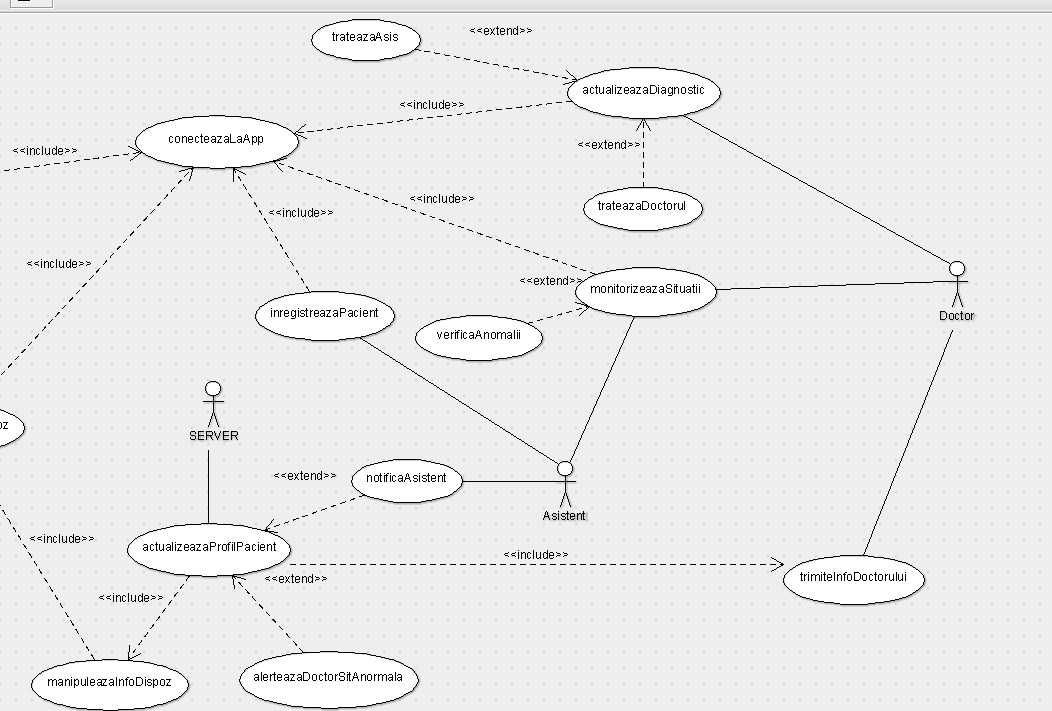 trateazaAsis
<<extend>>
actualizeazaDiagnostic
<<include>>
conecteazaLaApp
<<include>>
<<extend>>
<<include>>
trateazaDoctorul
<<include>>
<<include>>
<<extend>>
monitorizeazaSituatii
inregistreazaPacient
Doctor
verificaAnomalii
oz
SERVER
<<extend>>
notificaAsistent
Asistent
<<include>>
actualizeazaProfilPacient
<<include>>
<<extend>>
trimiteInfoDoctorului
<<include>>
manipuleazaInfoDispoz
alerteazaDoctorSitAnormala